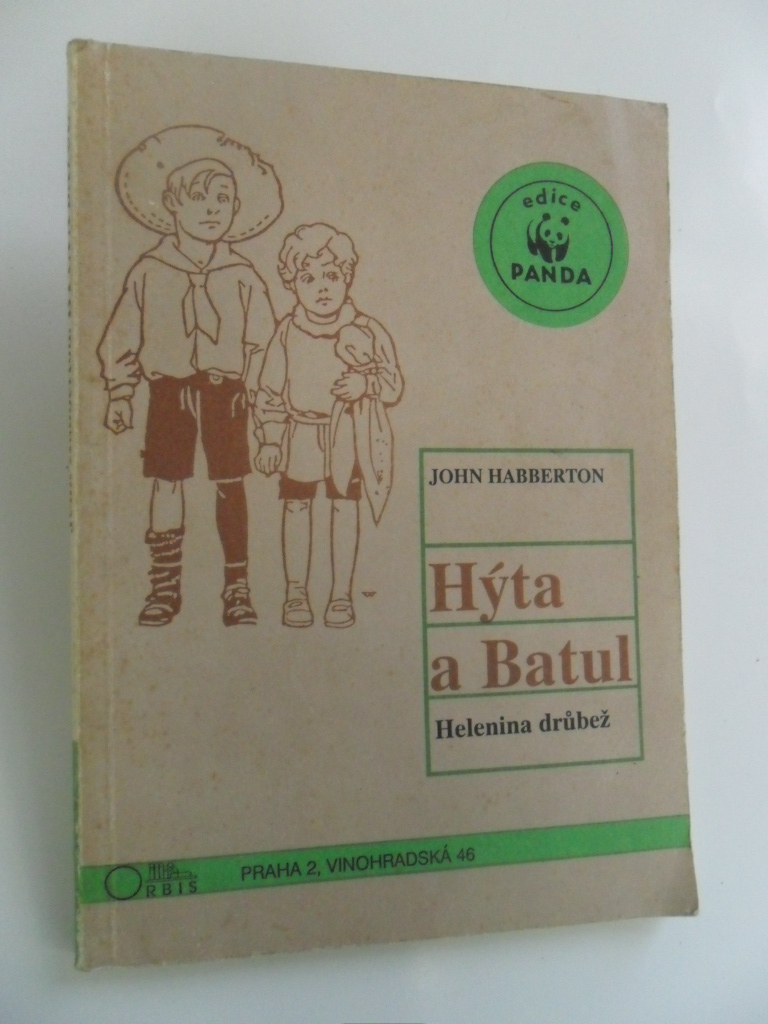 edice
PANDA
JOHN HABBERTON
Hýta
a Batul
Helenina drůbež
ORBIS
PRAHA 2, VINOHRADSKÁ 46